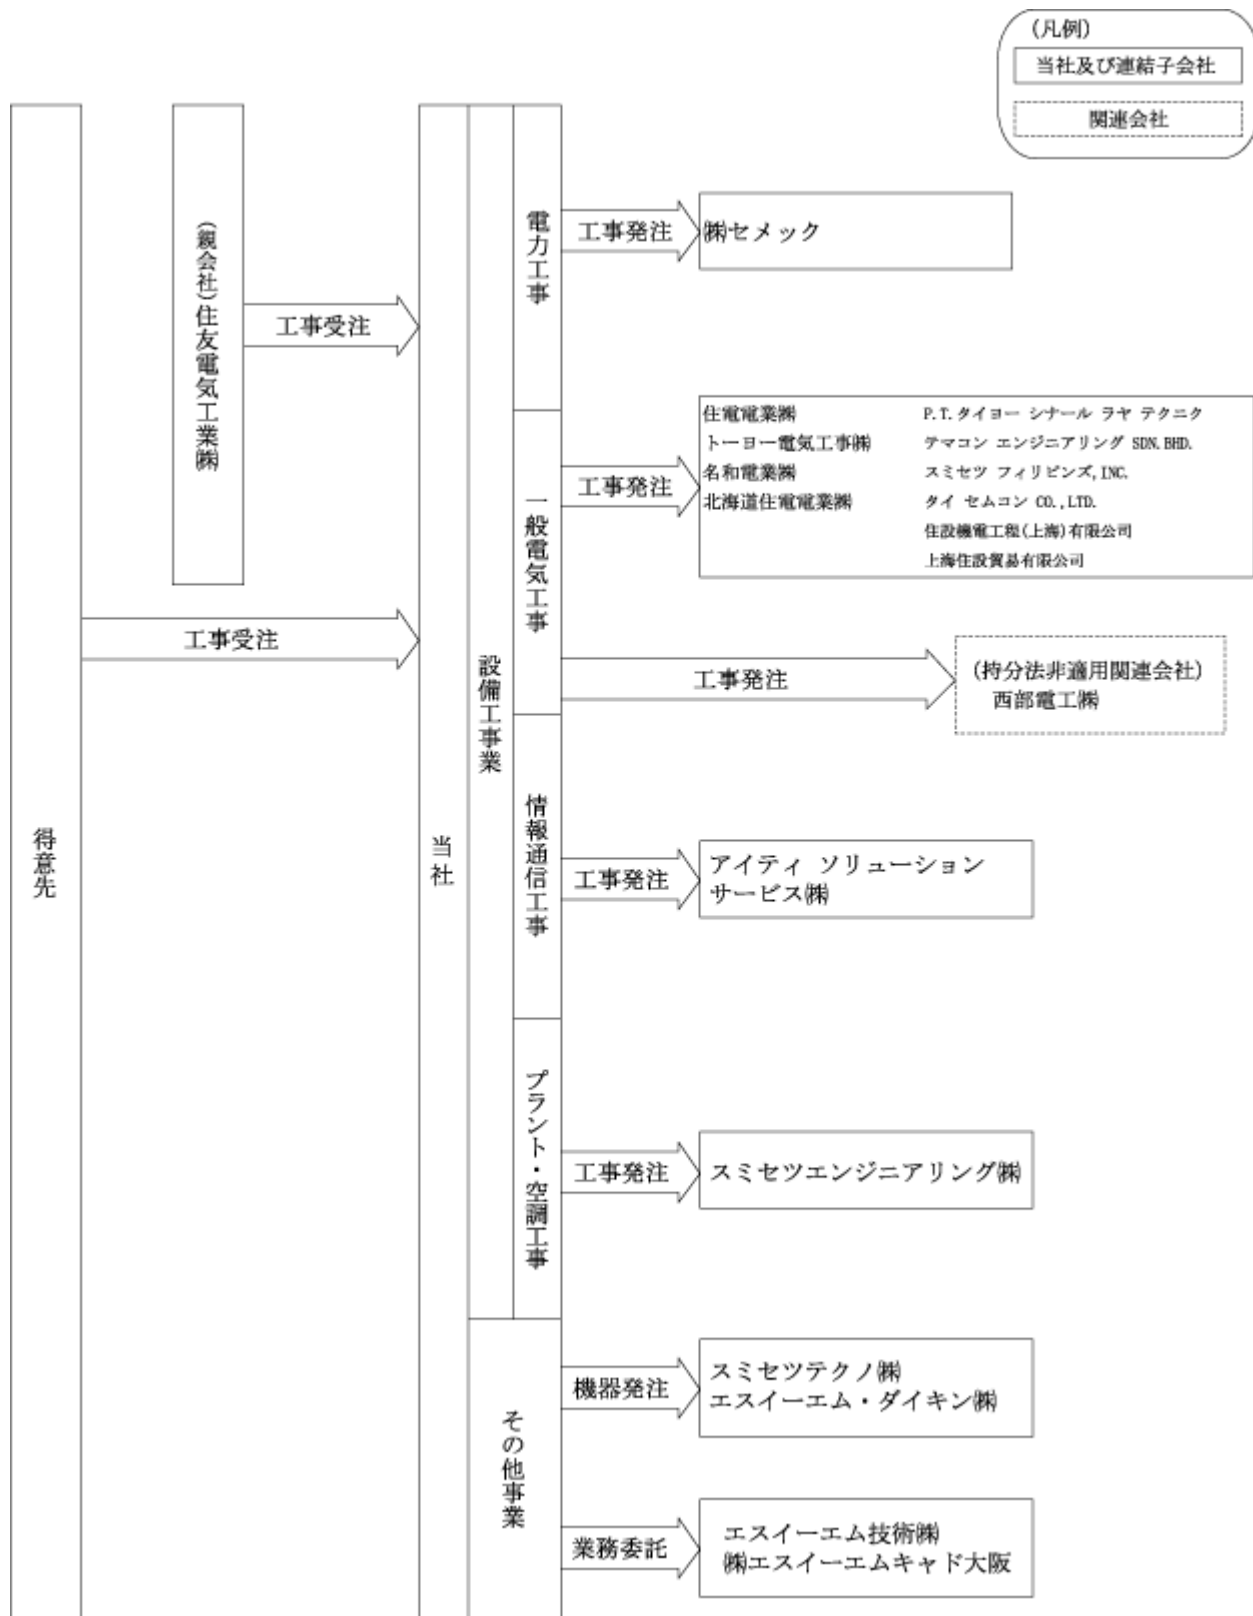 (凡例)
当社及び連結子会社
関連会社
得意先
(親会社)住友電気工業㈱
工事受注
工事受注
当社
設備工事業
その他事業
電力工事
一般電気工事
情報通信工事
プラント・空調工事
工事発注
㈱セメック
工事発注
住電電業㈱
トーヨー電気工事㈱
名和電業㈱
北海道住電電業㈱
P.T.タイヨー シナール ラヤ テクニク
テマコン エンジニアリング SDN.BHD.
スミセツ フィリピンズ,INC.
タイ セムコン CO.,LTD.
住設機電工程(上海)有限公司
上海住設貿易有限公司
工事発注
(持分法非適用関連会社)
西部電工㈱
工事発注
アイティ ソリューション
サービス㈱
工事発注
スミセツエンジニアリング㈱
機器発注
スミセツテクノ㈱
エスイーエム・ダイキン㈱
業務委託
エスイーエム技術㈱
㈱エスイーエムキャド大阪